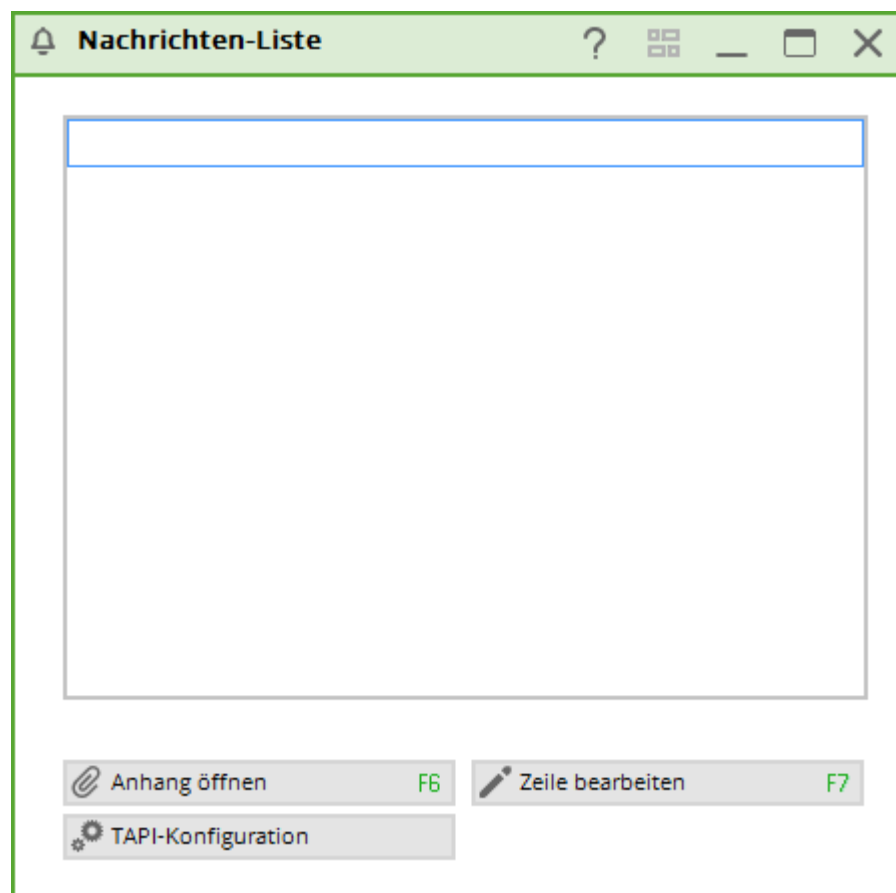 Nachrichten-Liste
Anhang öffnen F6
Zeile bearbeiten F7
TAPI-Konfiguration